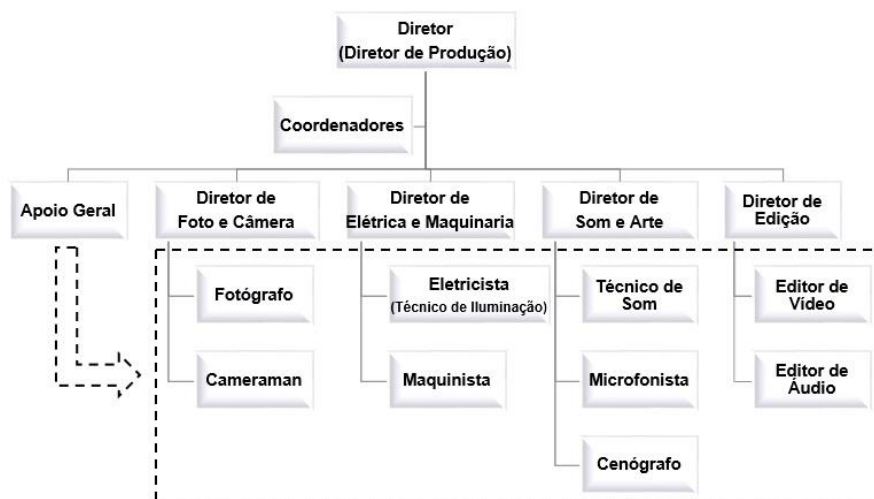 Diretor
(Diretor de Produção)
Coordenadores
Apoio Geral
Diretor de
Foto e Câmera
Diretor de
Elétrica e Maquinaria
Diretor de
Som e Arte
Diretor de
Edição
Fotógrafo
Eletricista
(Técnico de Iluminação)
Técnico de
Som
Editor de
Vídeo
Cameraman
Maquinista
Microfonista
Editor de
Áudio
Cenógrafo